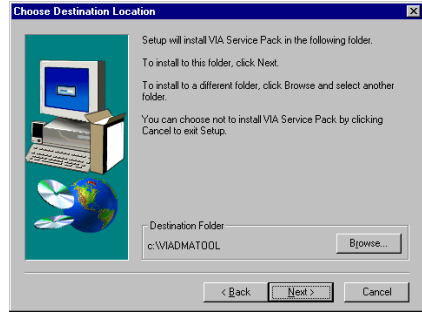 Choose Destination Location
Setup will install VIA Service Pack in the following folder.
To install to this folder, click Next.
To install to a different folder, click Browse and select another
folder.
You can choose not to install VIA Service Pack by clicking
Cancel to exit Setup.
Destination Folder
c:\VIADMATOOL
Browse...
< Back
Next >
Cancel